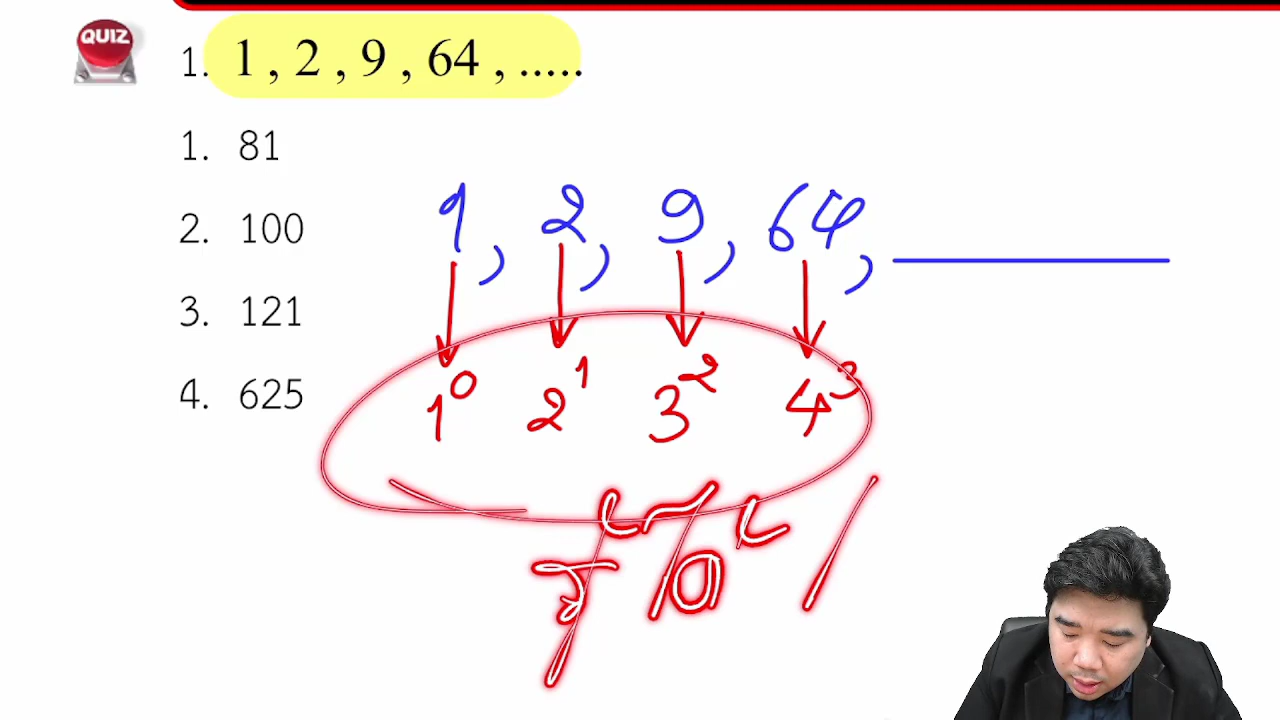 QUIZ
1. 1 , 2 , 9 , 64 , .....
1. 81
2. 100
3. 121
4. 625
1, 2, 9, 64, ______
1⁰ 2¹ 3² 4³